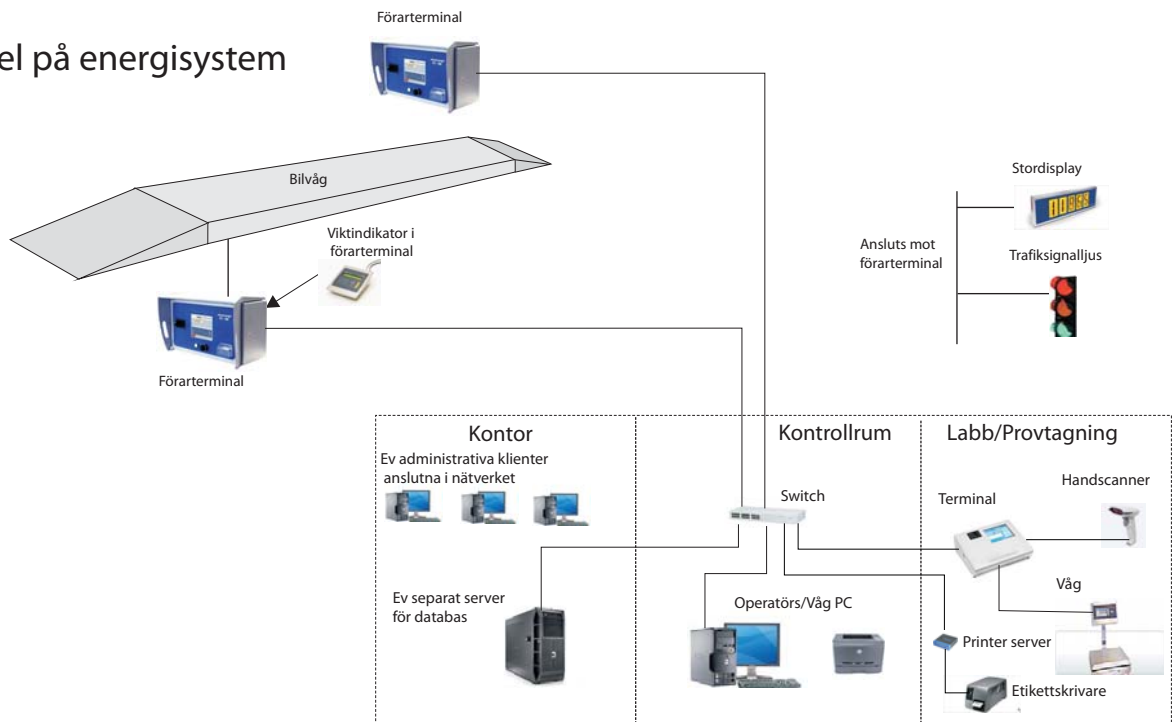 Förarterminal
el på energisystem
Bilvåg
Stordisplay
Viktindikator i
förarterminal
Ansluts mot
förarterminal
Trafiksignalljus
Förarterminal
Kontor
Kontrollrum
Labb/Provtagning
Ev administrativa klienter
anslutna i nätverket
Switch
Terminal
Handscanner
Ev separat server
för databas
Operatörs/Våg PC
Våg
Printer server
Etikettskrivare